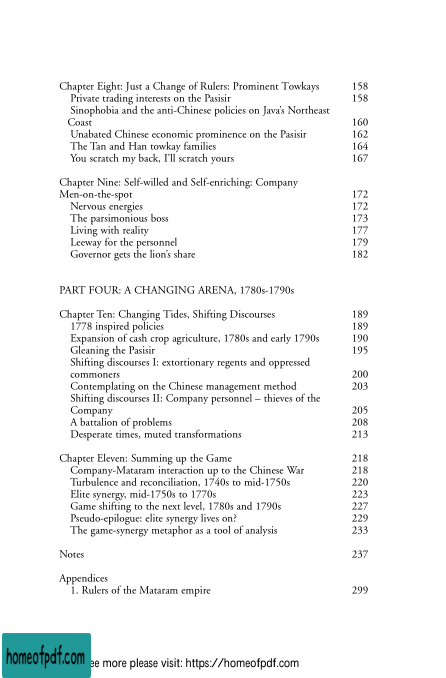 Chapter Eight: Just a Change of Rulers: Prominent Towkays 158
Private trading interests on the Pasisir 158
Sinophobia and the anti-Chinese policies on Java's Northeast
Coast 160
Unabated Chinese economic prominence on the Pasisir 162
The Tan and Han towkay families 164
You scratch my back, I'll scratch yours 167
Chapter Nine: Self-willed and Self-enriching: Company
Men-on-the-spot 172
Nervous energies 172
The parsimonious boss 173
Living with reality 177
Leeway for the personnel 179
Governor gets the lion's share 182
PART FOUR: A CHANGING ARENA, 1780s-1790s
Chapter Ten: Changing Tides, Shifting Discourses 189
1778 inspired policies 189
Expansion of cash crop agriculture, 1780s and early 1790s 190
Gleaning the Pasisir 195
Shifting discourses I: extortionary regents and oppressed
commoners 200
Contemplating on the Chinese management method 203
Shifting discourses II: Company personnel – thieves of the
Company 205
A battalion of problems 208
Desperate times, muted transformations 213
Chapter Eleven: Summing up the Game 218
Company-Mataram interaction up to the Chinese War 218
Turbulence and reconciliation, 1740s to mid-1750s 220
Elite synergy, mid-1750s to 1770s 223
Game shifting to the next level, 1780s and 1790s 227
Pseudo-epilogue: elite synergy lives on? 229
The game-synergy metaphor as a tool of analysis 233
Notes 237
Appendices
1. Rulers of the Mataram empire 299
homeofpdf.com ee more please visit: https://homeofpdf.com